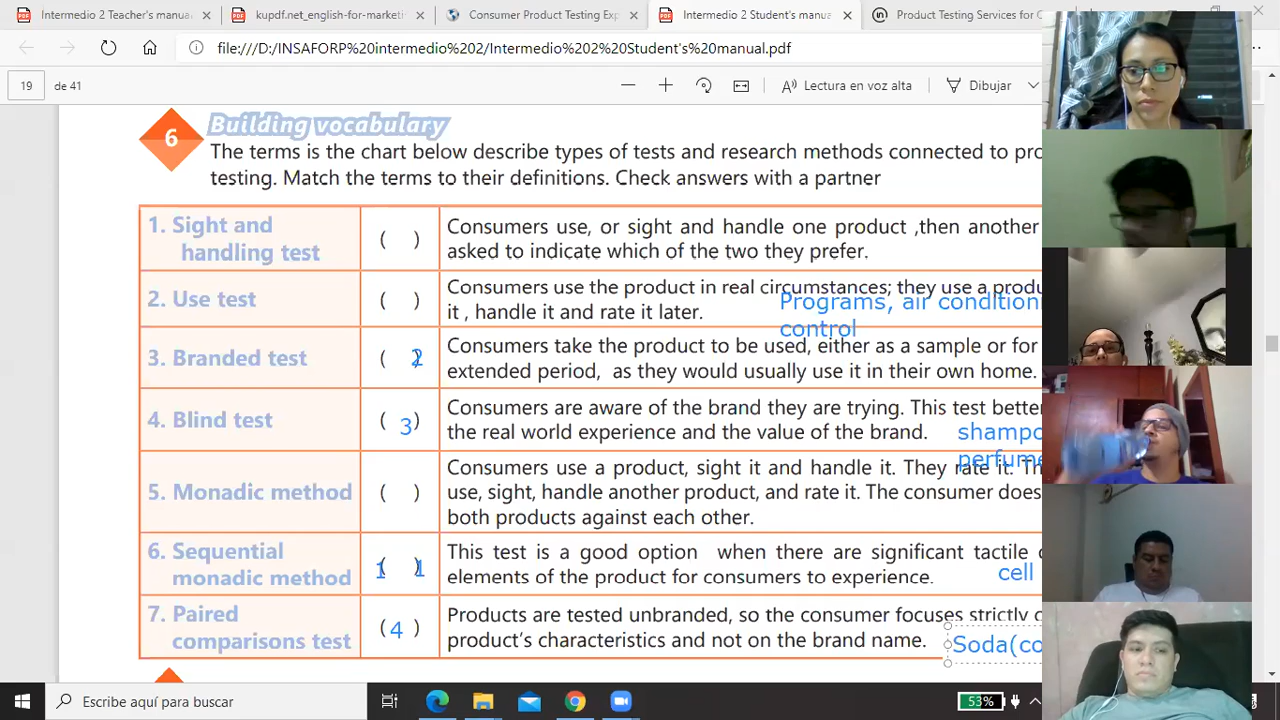 Intermedio 2 Teacher's manua
kupdf.net_english-for-marketi
Consumer Product Testing Exp
Intermedio 2 Student's manua
Product Testing Services for C
file:///D:/INSAFORP%20intermedio%202/Intermedio%202%20Student's%20manual.pdf
19 de 41
Lectura en voz alta
Dibujar
6
Building vocabulary
The terms is the chart below describe types of tests and research methods connected to pro
testing. Match the terms to their definitions. Check answers with a partner
1. Sight and
handling test
( )
Consumers use, or sight and handle one product ,then another
asked to indicate which of the two they prefer.
2. Use test
( )
Consumers use the product in real circumstances; they use a produ
it , handle it and rate it later.
Programs, air condition
control
3. Branded test
( 2)
Consumers take the product to be used, either as a sample or for
extended period, as they would usually use it in their own home.
4. Blind test
( 3 )
Consumers are aware of the brand they are trying. This test better
the real world experience and the value of the brand.
shampo
perfume
5. Monadic method
( )
Consumers use a product, sight it and handle it. They rate it. Th
use, sight, handle another product, and rate it. The consumer does
both products against each other.
6. Sequential
monadic method
1( 1)
This test is a good option when there are significant tactile
elements of the product for consumers to experience.
cell
7. Paired
comparisons test
( 4 )
Products are tested unbranded, so the consumer focuses strictly
product's characteristics and not on the brand name.
Soda(co
Escribe aquí para buscar
53%